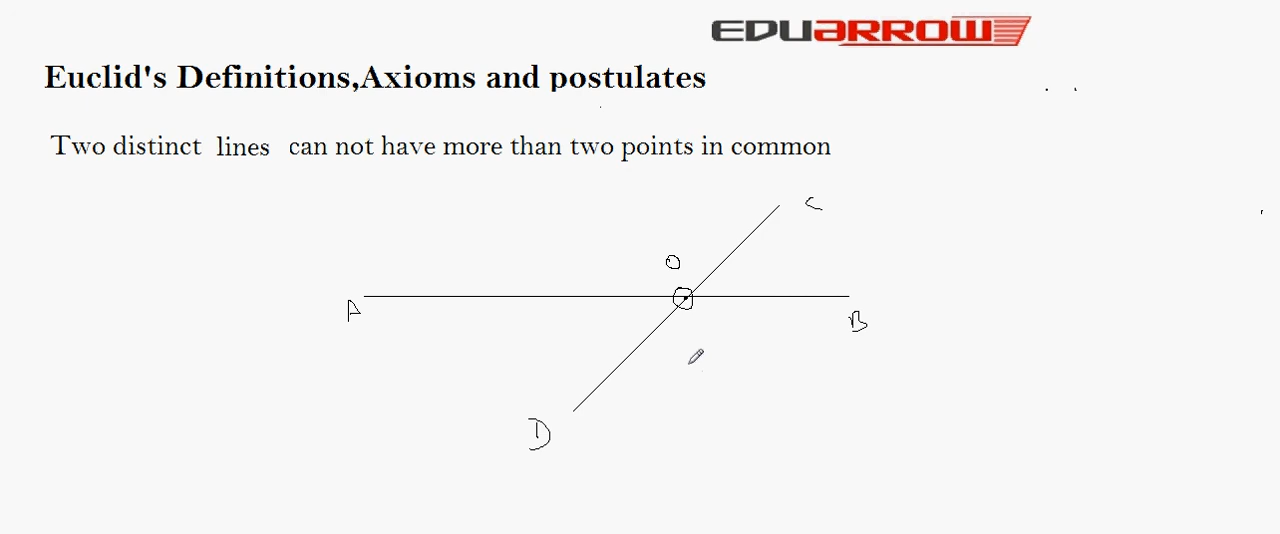 EDUARROW
Euclid's Definitions,Axioms and postulates
Two distinct lines can not have more than two points in common
C
O
A
B
D